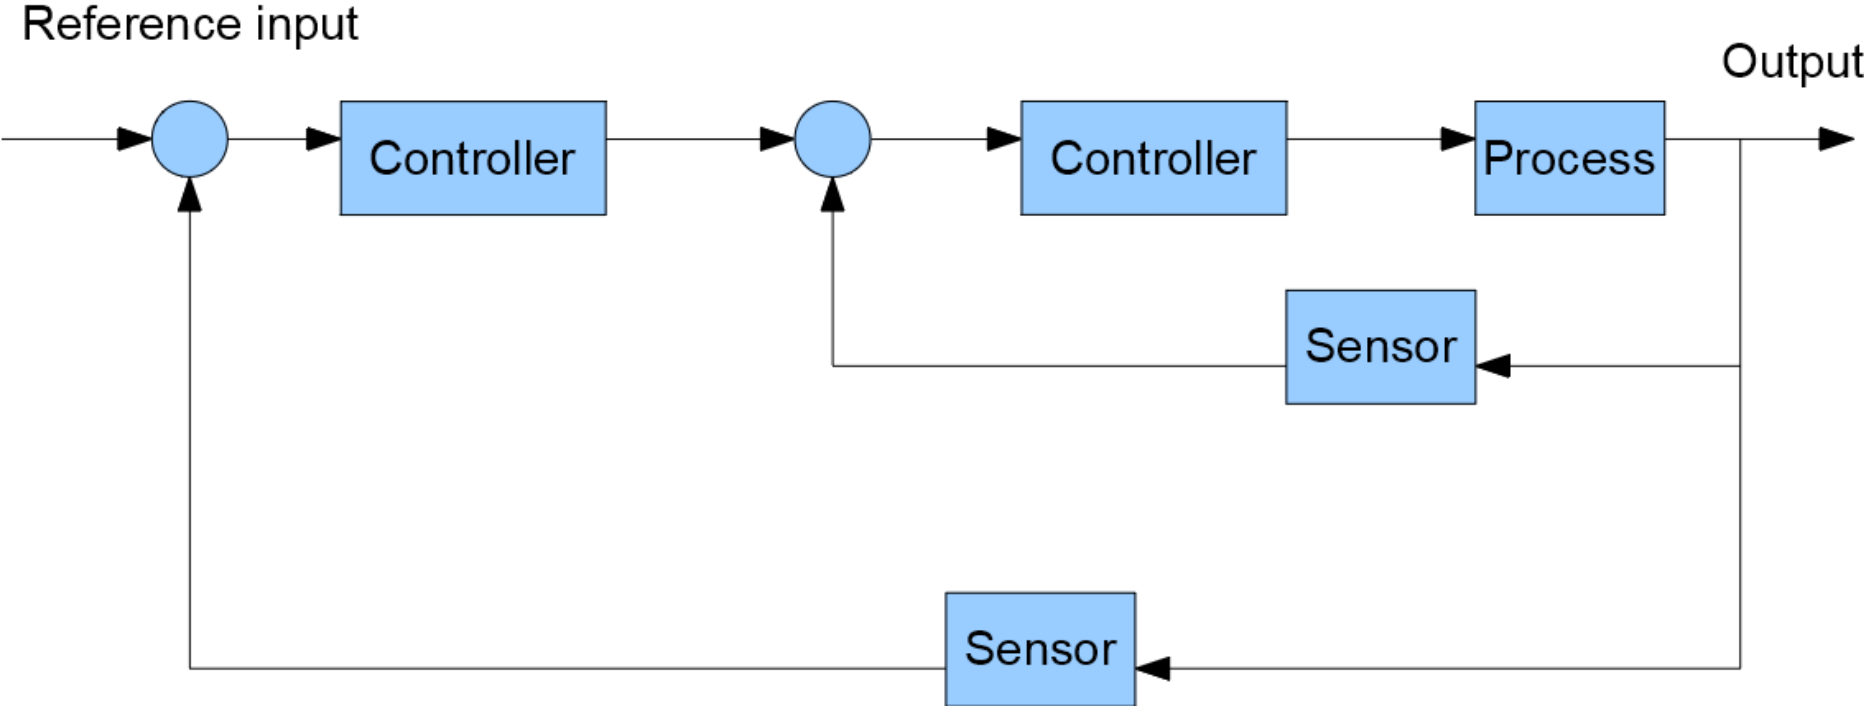 Reference input
Output
Controller
Controller
Process
Sensor
Sensor